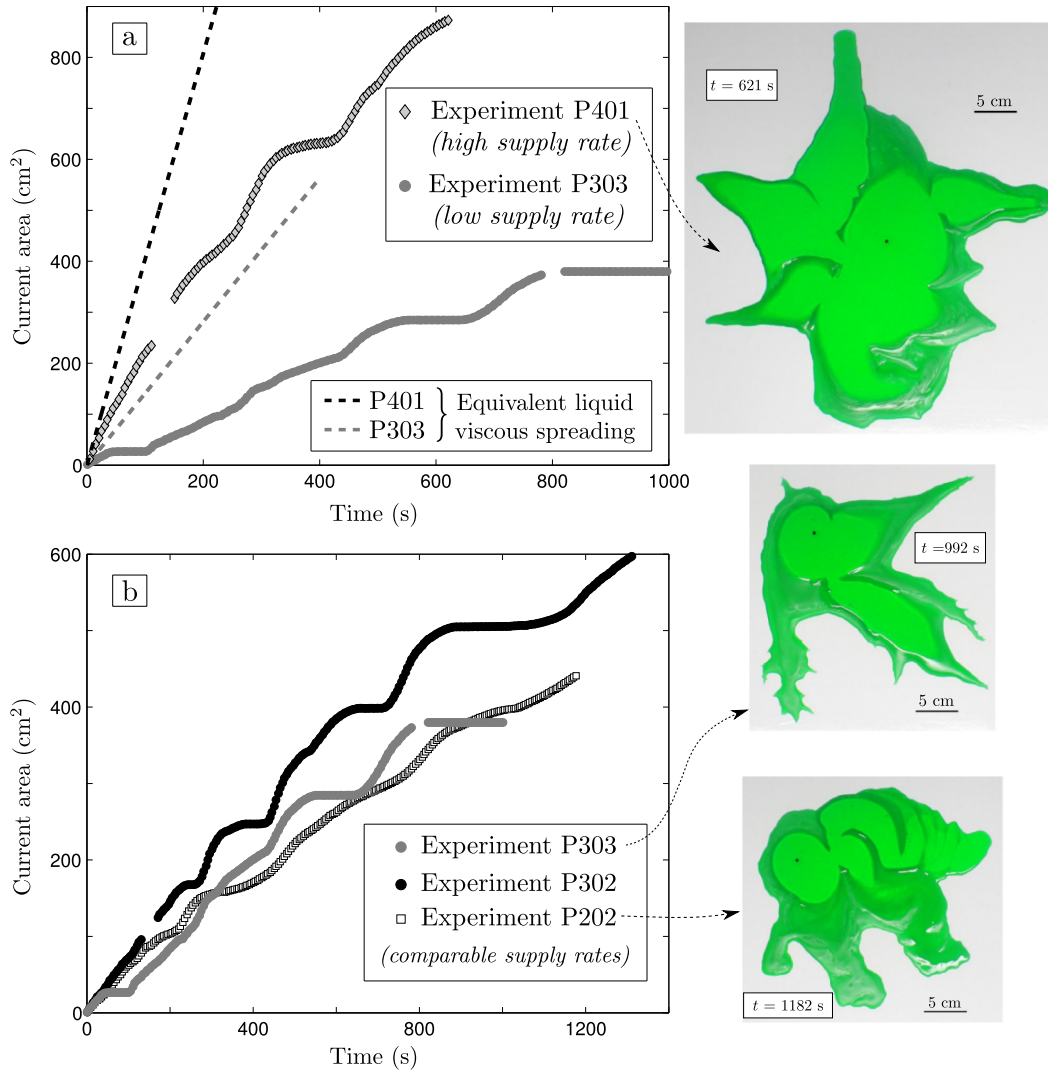 a
Current area (cm²)
800
600
400
200
0
0 200 400 600 800 1000
Time (s)
Experiment P401
(high supply rate)
Experiment P303
(low supply rate)
P401
P303
Equivalent liquid
viscous spreading
t = 621 s
5 cm
b
Current area (cm²)
600
400
200
0
0 400 800 1200
Time (s)
Experiment P303
Experiment P302
Experiment P202
(comparable supply rates)
t =992 s
5 cm
t = 1182 s
5 cm